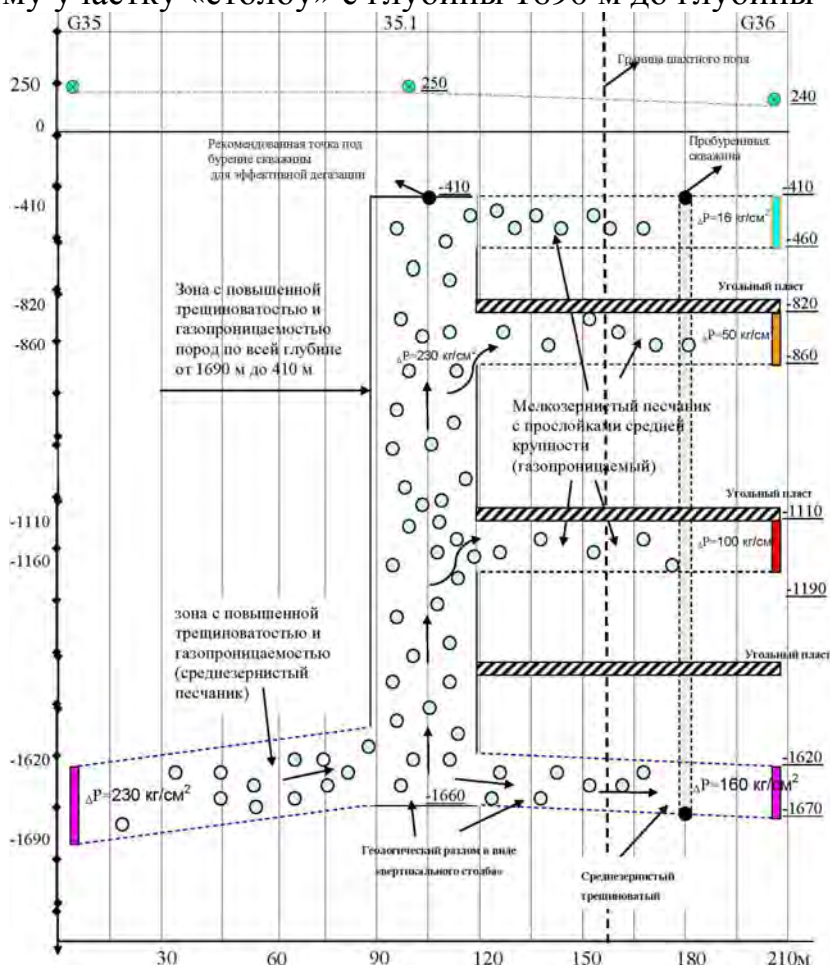 му участку «столбу» с глубины 1690 м до глубины
G35 35.1 G36
Граница шахтного поля
250 250 240
0
Рекомендованная точка под
бурение скважины
для эффективной дегазации
Пробуренная
скважина
-410 -410 -410
ΔP=16 кг/см²
-460
Угольный пласт
Зона с повышенной
трещиноватостью и
газопроницаемостью
пород по всей глубине
от 1690 м до 410 м
-820 -820
ΔP=50 кг/см²
-860 -860
ΔP=230 кг/см²
Мелкозернистый песчаник
с прослойками средней
крупности
(газопроницаемый)
Угольный пласт
-1110 -1110
ΔP=100 кг/см²
-1160
-1190
зона с повышенной
трещиноватостью и
газопроницаемостью
(среднезернистый
песчаник)
Угольный пласт
-1620 -1620
ΔP=230 кг/см² ΔP=160 кг/см²
-1660
-1670
-1690
Геологический разлом в виде
«вертикального столба»
Среднезернистый
трещиноватый
30 60 90 120 150 180 210м